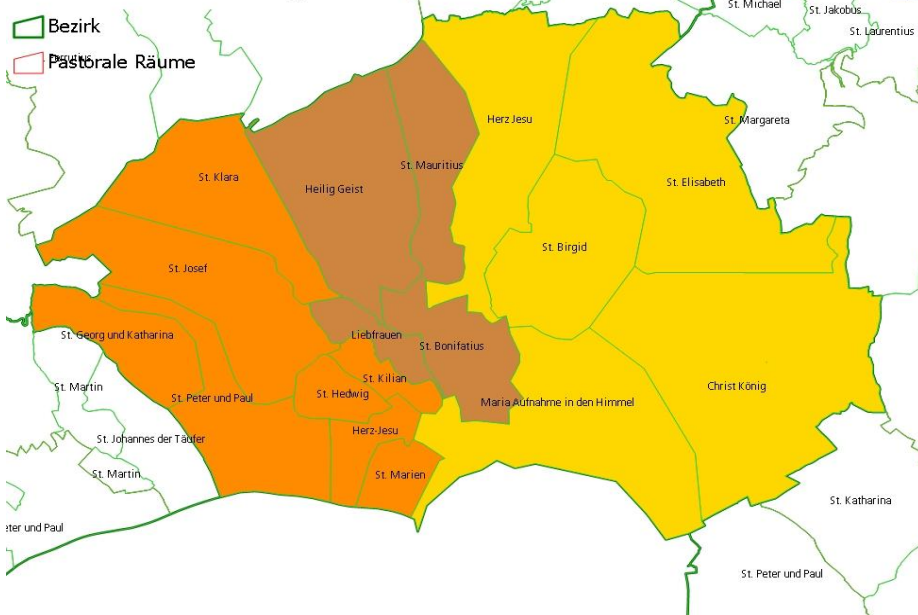 St. Michael
St. Jakobus
Bezirk
St. Laurentius
Pastorale Räume
Herz Jesu
St. Margareta
St. Mauritius
St. Klara
St. Elisabeth
Heilig Geist
St. Birgid
St. Josef
St. Georg und Katharina
Liebfrauen
St. Bonifatius
St. Kilian
St. Martin
Christ König
St. Hedwig
St. Peter und Paul
Maria Aufnahme in den Himmel
Herz-Jesu
St. Johannes der Täufer
St. Martin
St. Marien
St. Katharina
eter und Paul
St. Peter und Paul